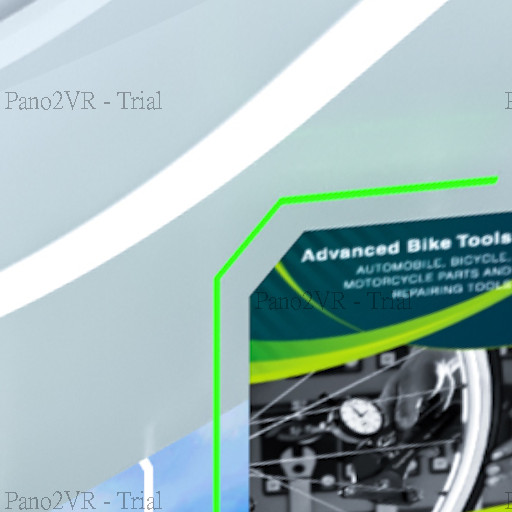 Pano2VR - Trial
P
Advanced Bike Tools
AUTOMOBILE, BICYCLE,
MOTORCYCLE PARTS AND
Pano2VR - Trial
REPAIRING TOOLS
Pano2VR - Trial
P